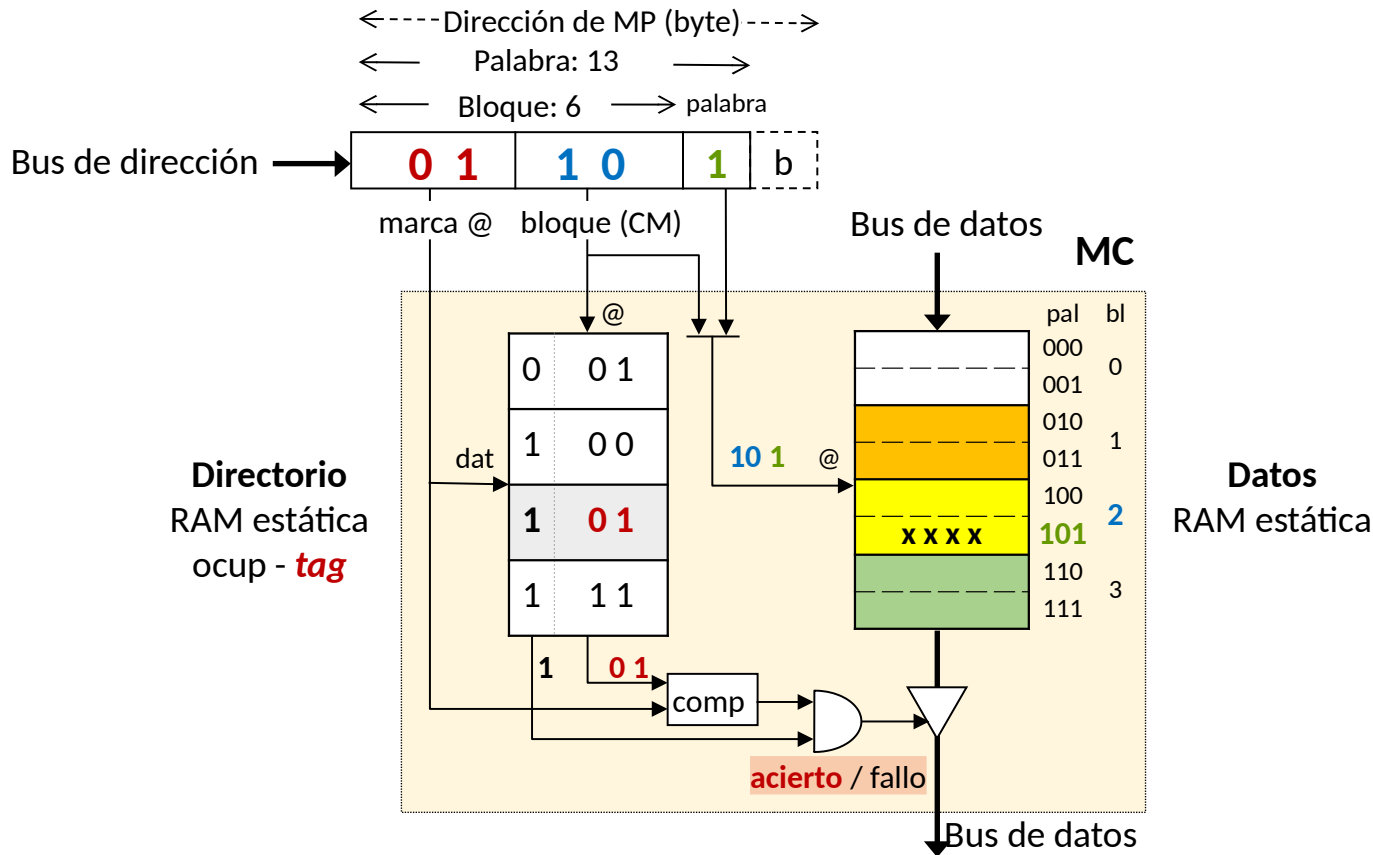 Dirección de MP (byte)
Palabra: 13
Bloque: 6
palabra
Bus de dirección
0 1
1 0
1
b
marca @
bloque (CM)
Bus de datos
MC
@
pal
bl
0
0 1
000
0
001
1
0 0
010
1
011
dat
10 1
@
1
0 1
100
2
x x x x
101
1
1 1
110
3
111
Directorio
RAM estática
ocup - tag
Datos
RAM estática
1
0 1
comp
acierto / fallo
Bus de datos